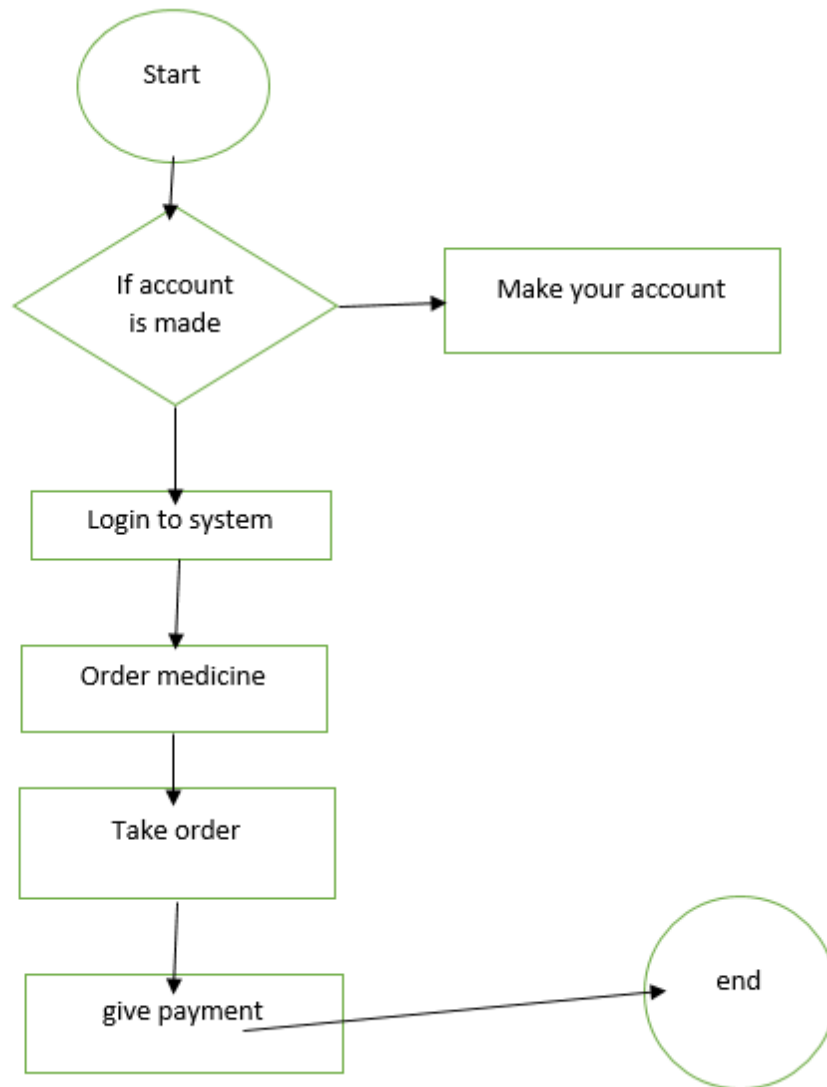 Start
If account
is made
Make your account
Login to system
Order medicine
Take order
give payment
end